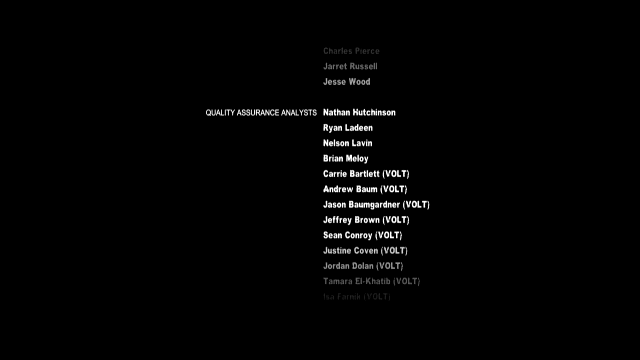 Charles Pierce
Jarret Russell
Jesse Wood
QUALITY ASSURANCE ANALYSTS Nathan Hutchinson
Ryan Ladeen
Nelson Lavin
Brian Meloy
Carrie Bartlett (VOLT)
Andrew Baum (VOLT)
Jason Baumgardner (VOLT)
Jeffrey Brown (VOLT)
Sean Conroy (VOLT)
Justine Coven (VOLT)
Jordan Dolan (VOLT)
Tamara El-Khatib (VOLT)
(VOLT)